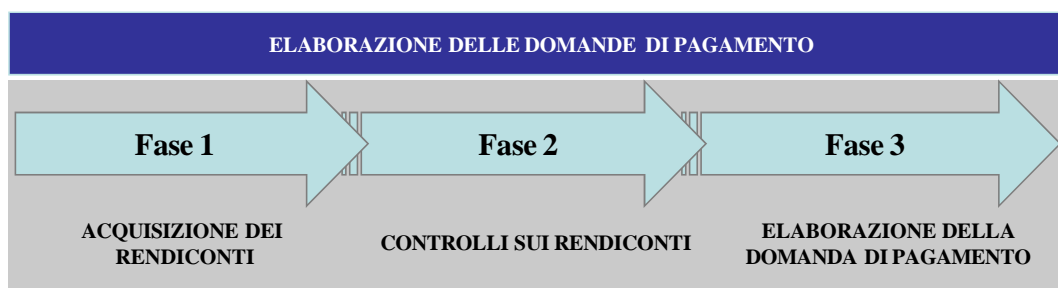 ELABORAZIONE DELLE DOMANDE DI PAGAMENTO
Fase 1
Fase 2
Fase 3
ACQUISIZIONE DEI
RENDICONTI
CONTROLLI SUI RENDICONTI
ELABORAZIONE DELLA
DOMANDA DI PAGAMENTO